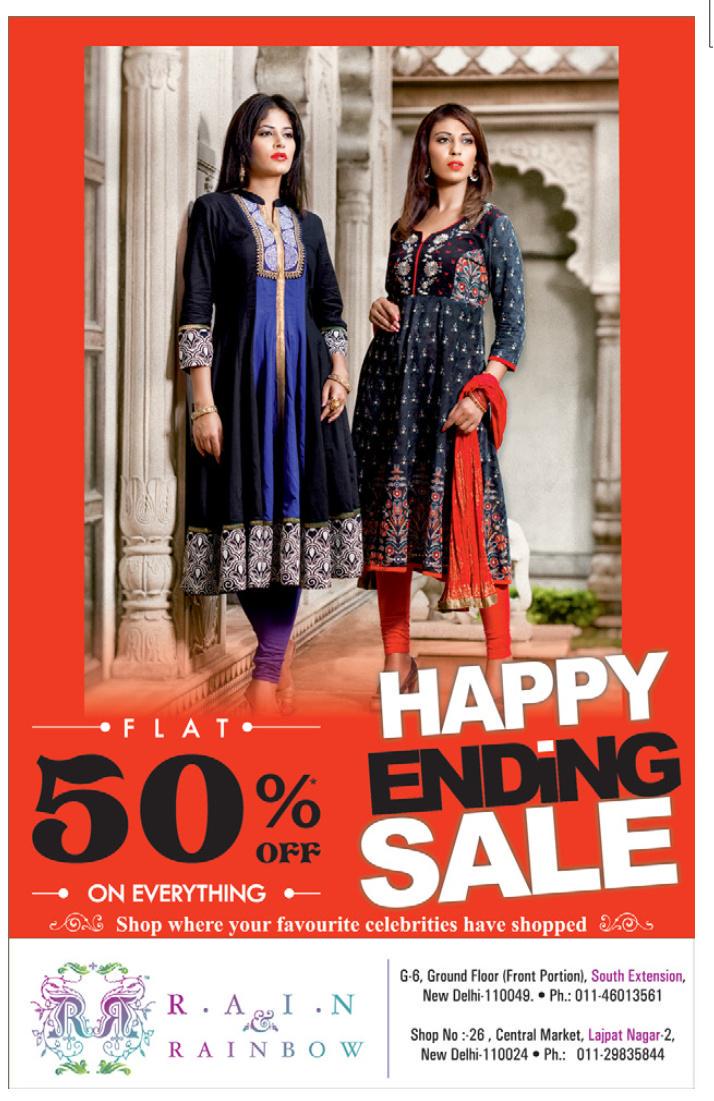 HAPPY
ENDiNG
SALE
FLAT
50%*
OFF
ON EVERYTHING
Shop where your favourite celebrities have shopped
RR™
R.A.I.N
&
RAINBOW
G-6, Ground Floor (Front Portion), South Extension,
New Delhi-110049. • Ph.: 011-46013561
Shop No :-26 , Central Market, Lajpat Nagar-2,
New Delhi-110024 • Ph.: 011-29835844